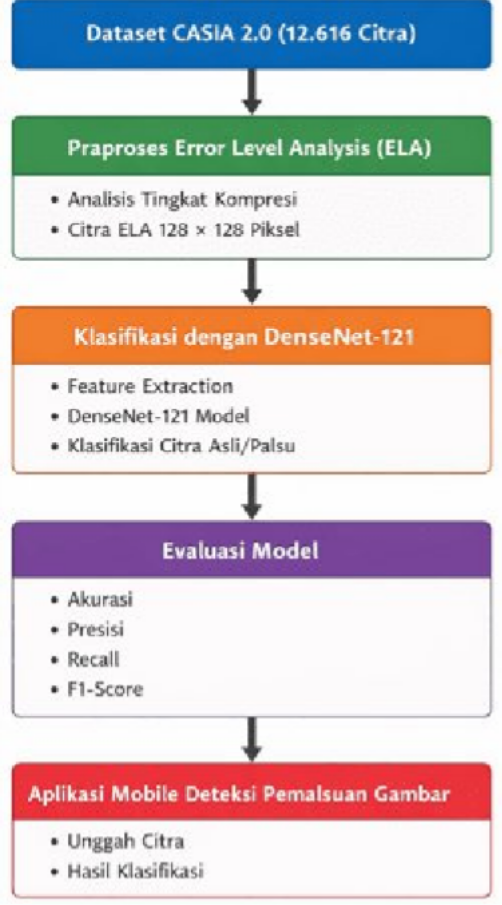 Dataset CASIA 2.0 (12.616 Citra)
Praproses Error Level Analysis (ELA)
• Analisis Tingkat Kompresi
• Citra ELA 128 × 128 Piksel
Klasifikasi dengan DenseNet-121
• Feature Extraction
• DenseNet-121 Model
• Klasifikasi Citra Asli/Palsu
Evaluasi Model
• Akurasi
• Presisi
• Recall
• F1-Score
Aplikasi Mobile Deteksi Pemalsuan Gambar
• Unggah Citra
• Hasil Klasifikasi